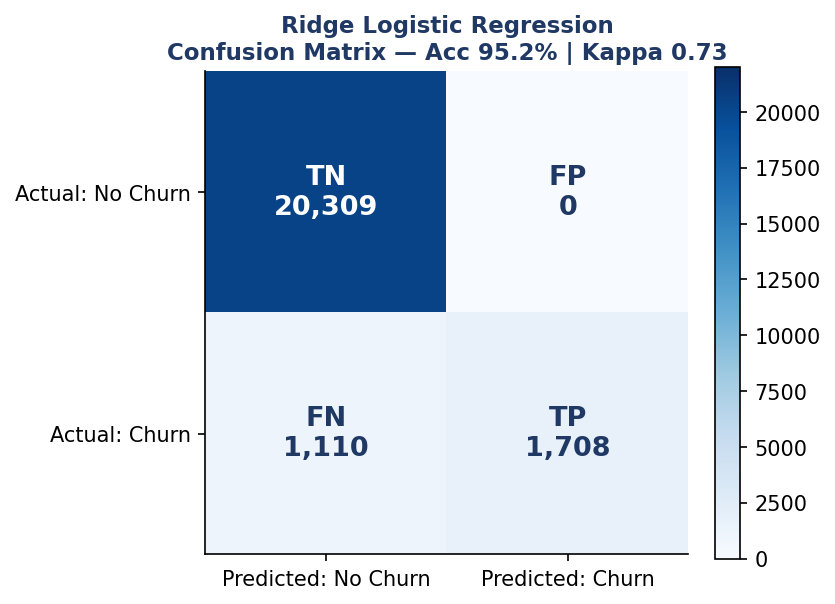 Ridge Logistic Regression
Confusion Matrix — Acc 95.2% | Kappa 0.73
Actual: No Churn
TN
20,309
FP
0
Actual: Churn
FN
1,110
TP
1,708
Predicted: No Churn
Predicted: Churn
20000
17500
15000
12500
10000
7500
5000
2500
0